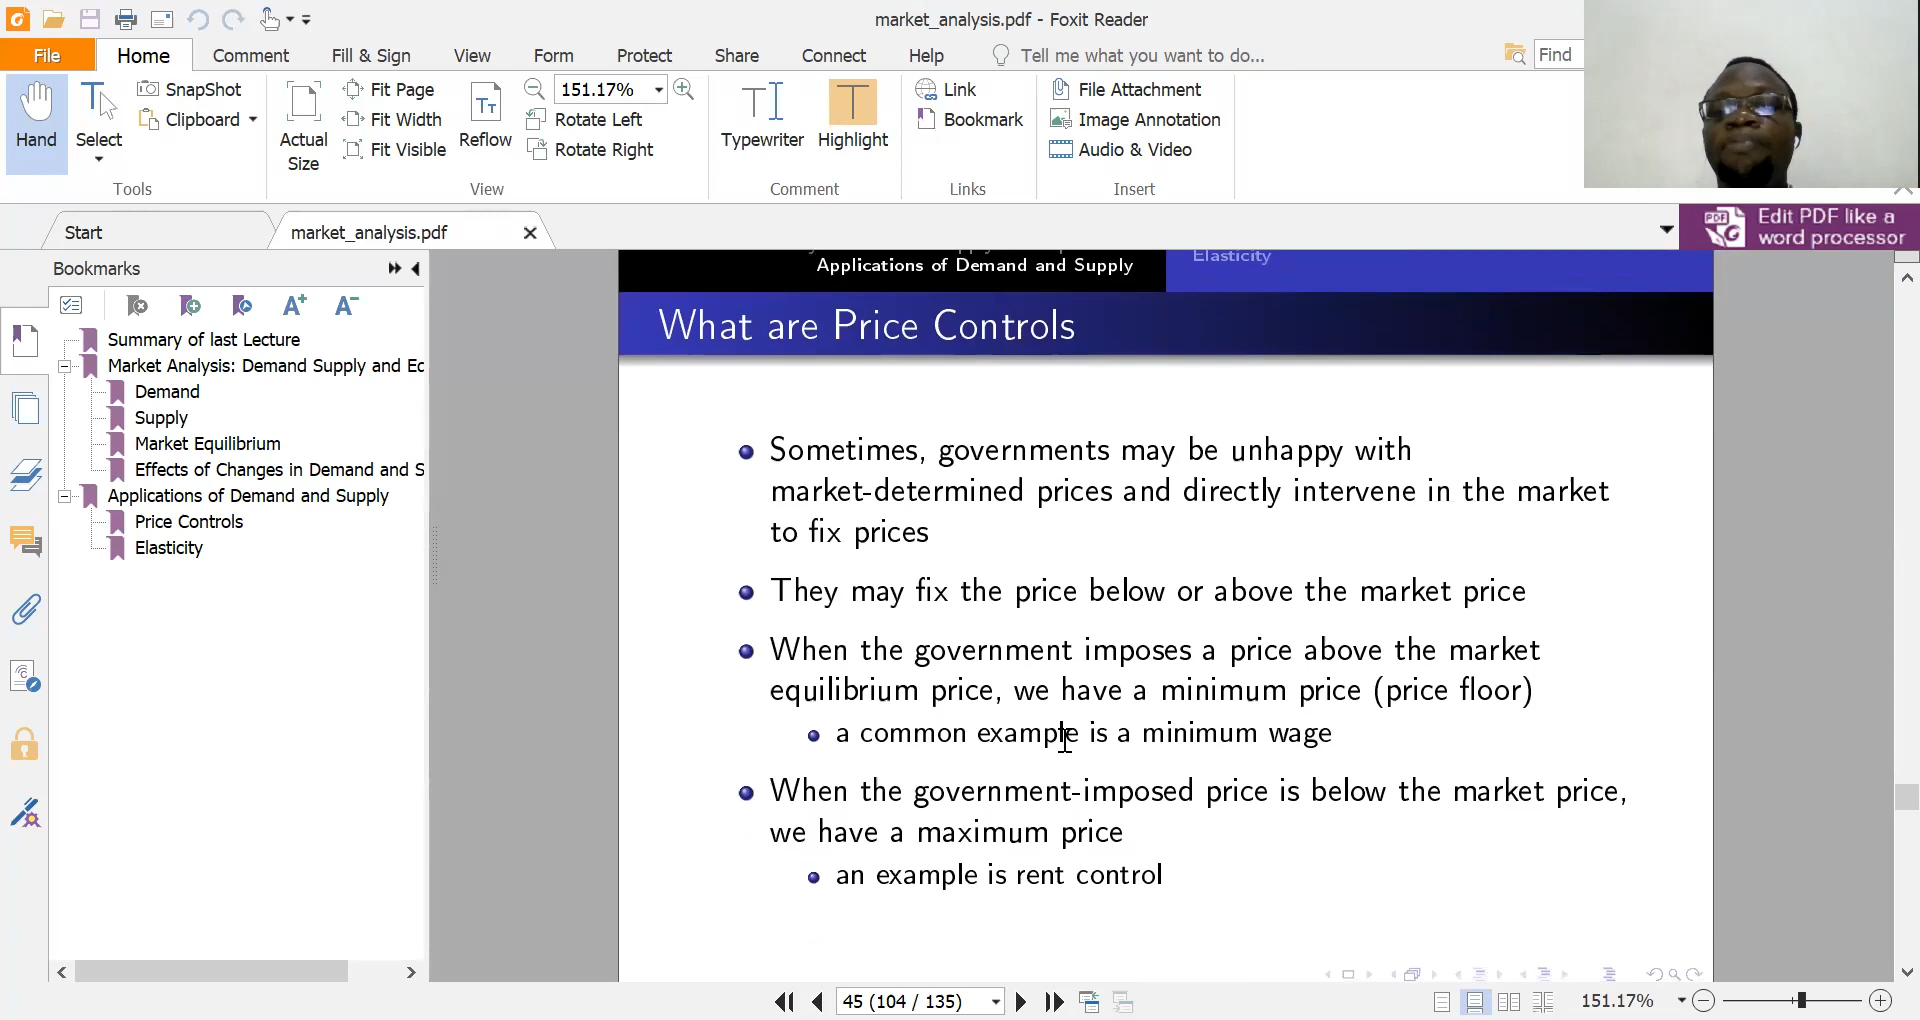 market_analysis.pdf - Foxit Reader
File
Home
Comment
Fill & Sign
View
Form
Protect
Share
Connect
Help
Tell me what you want to do...
Find
Hand
Select
SnapShot
Clipboard
Actual
Size
Fit Page
Fit Width
Fit Visible
Reflow
151.17%
Rotate Left
Rotate Right
Typewriter
Highlight
Link
Bookmark
File Attachment
Image Annotation
Audio & Video
Tools
View
Comment
Links
Insert
Start
market_analysis.pdf
Edit PDF like a
word processor
Bookmarks
Summary of last Lecture
Market Analysis: Demand Supply and Ec
Demand
Supply
Market Equilibrium
Effects of Changes in Demand and S
Applications of Demand and Supply
Price Controls
Elasticity
Applications of Demand and Supply
Elasticity
What are Price Controls
Sometimes, governments may be unhappy with
market-determined prices and directly intervene in the market
to fix prices
They may fix the price below or above the market price
When the government imposes a price above the market
equilibrium price, we have a minimum price (price floor)
a common example is a minimum wage
When the government-imposed price is below the market price,
we have a maximum price
an example is rent control
45 (104 / 135)
151.17%